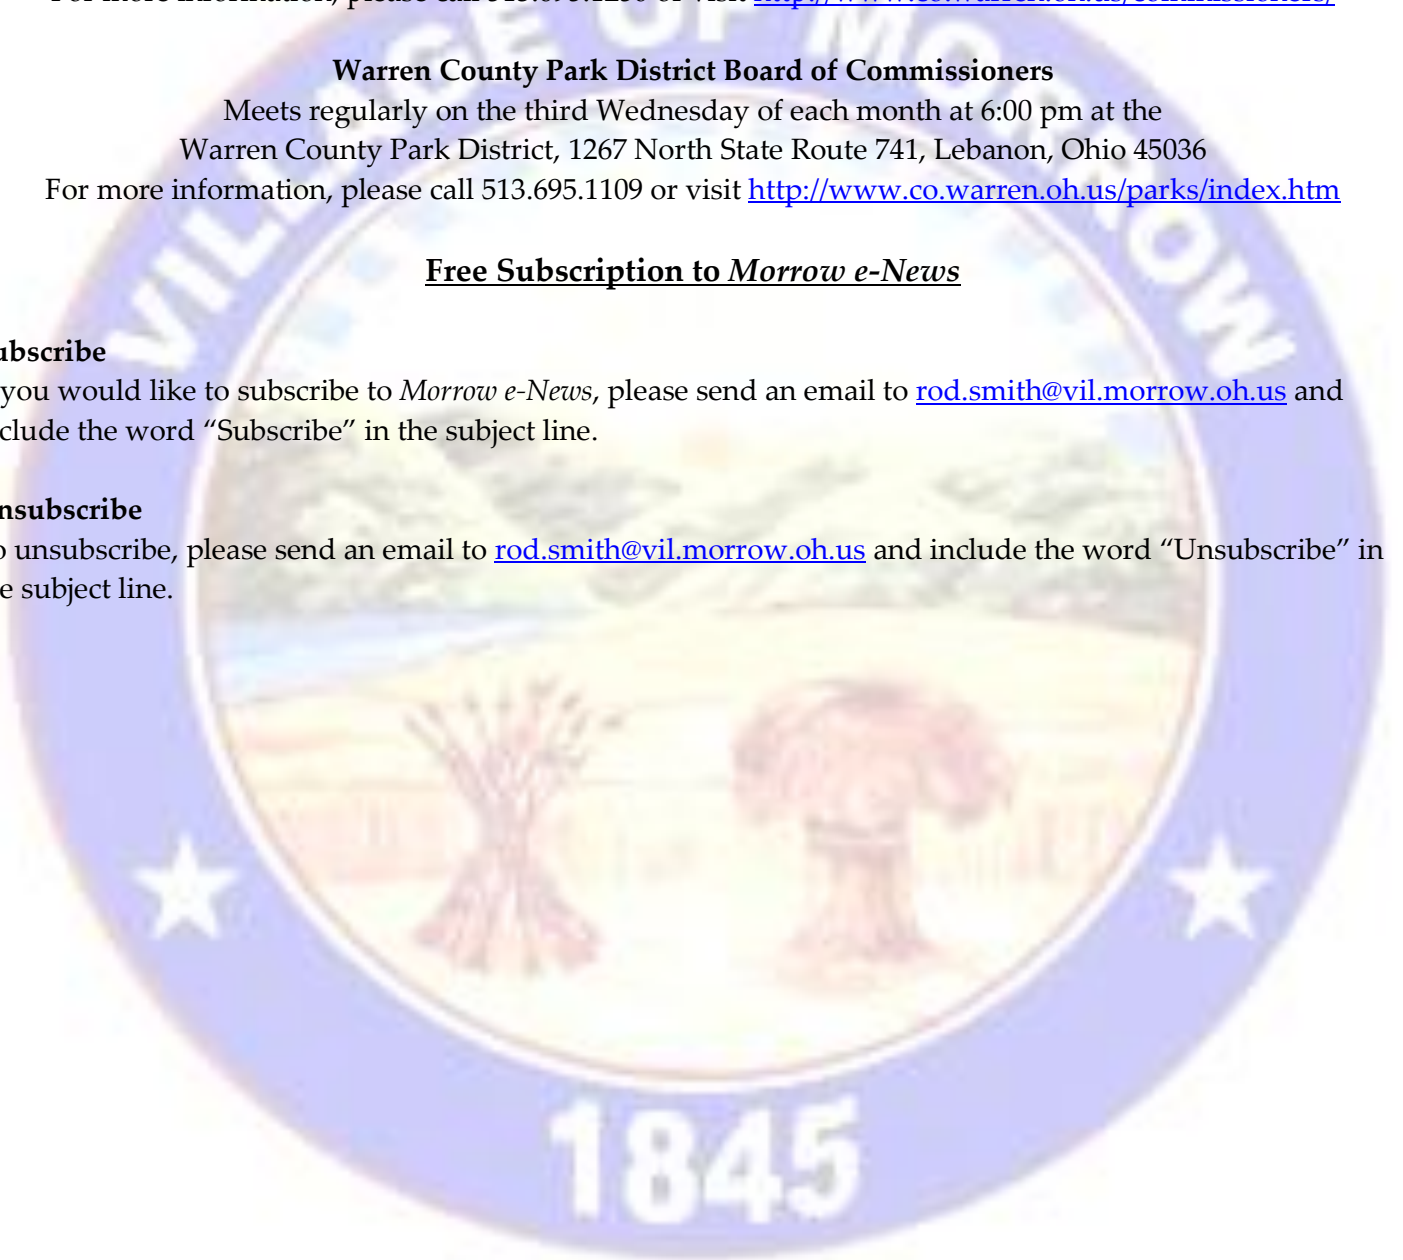 Warren County Park District Board of Commissioners
Meets regularly on the third Wednesday of each month at 6:00 pm at the
Warren County Park District, 1267 North State Route 741, Lebanon, Ohio 45036
For more information, please call 513.695.1109 or visit http://www.co.warren.oh.us/parks/index.htm
Free Subscription to Morrow e-News
ubscribe
you would like to subscribe to Morrow e-News, please send an email to rod.smith@vil.morrow.oh.us and
clude the word “Subscribe” in the subject line.
nsubscribe
o unsubscribe, please send an email to rod.smith@vil.morrow.oh.us and include the word “Unsubscribe” in
e subject line.
VILLAGE OF MORROW
1845